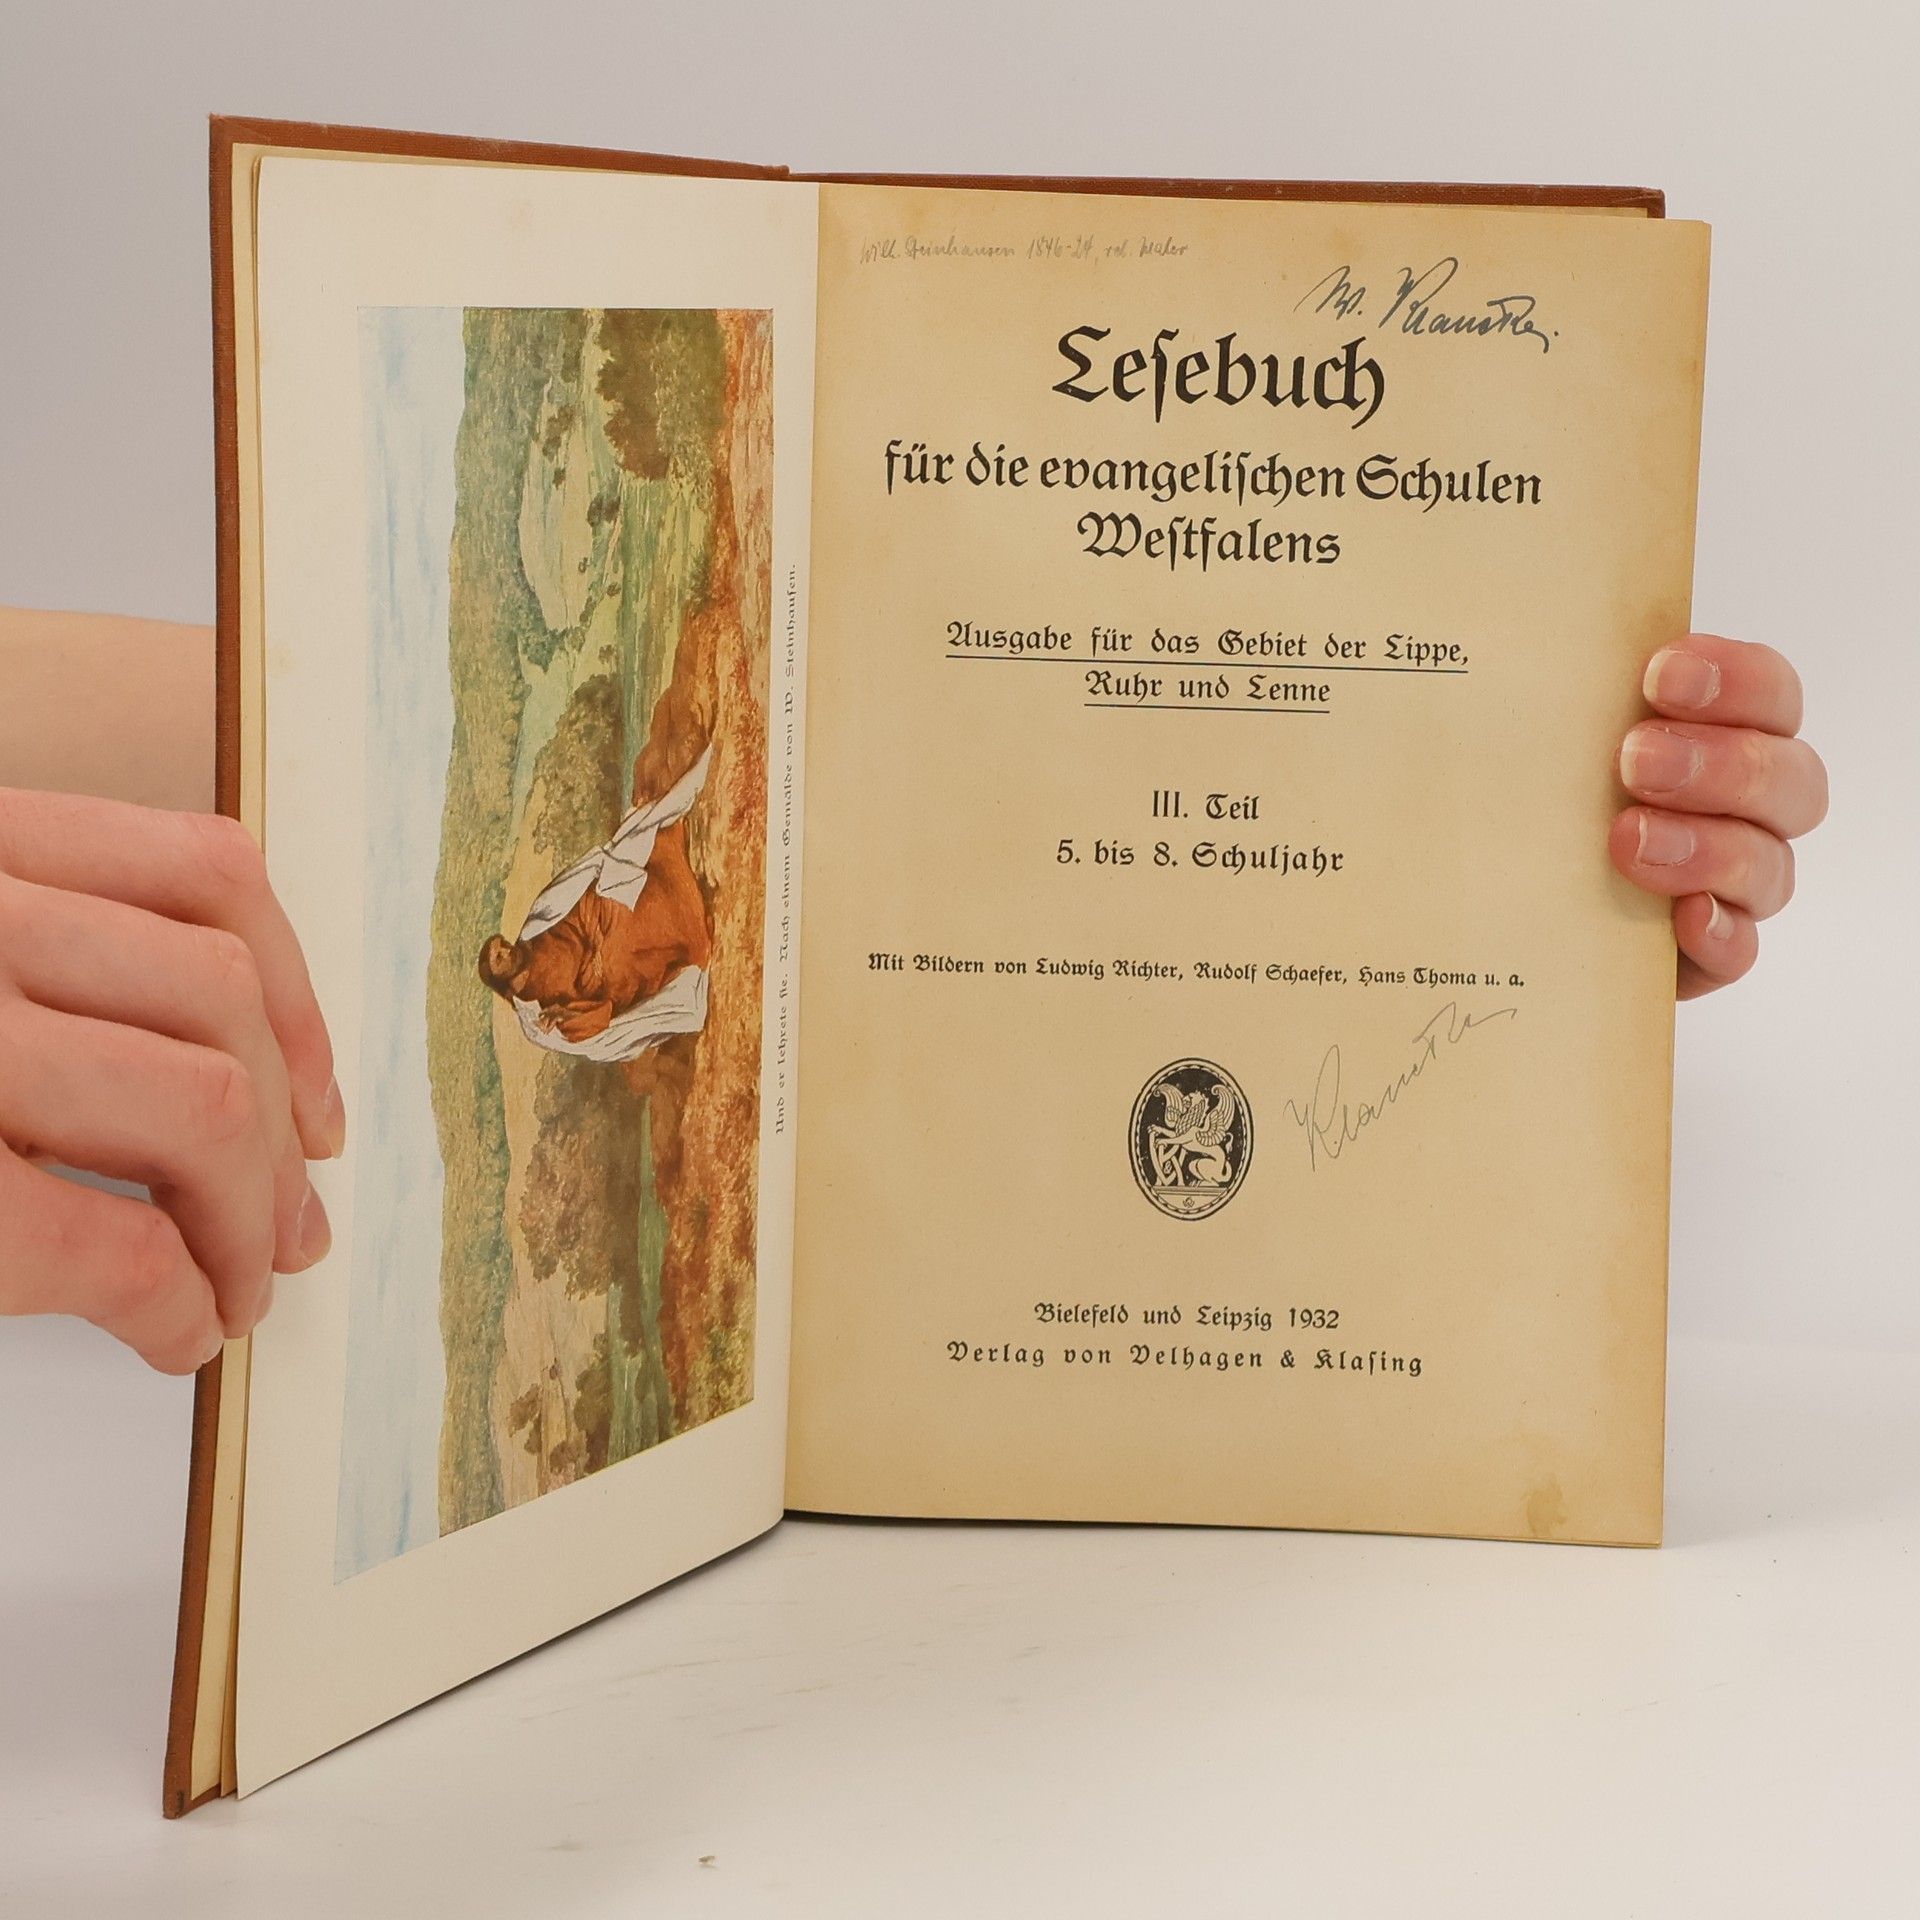 Und er lehrete sie. Nach einem Gemälde von W. Steinhausen.
Wilh. Steinhausen 1846-24, rel. Maler
W.
Leſebuch
für die evangeliſchen Schulen
Weſtfalens
Ausgabe für das Gebiet der Lippe,
Ruhr und Lenne
III. Teil
5. bis 8. Schuljahr
Mit Bildern von Ludwig Richter, Rudolf Schaefer, Hans Thoma u. a.
Bielefeld und Leipzig 1932
Verlag von Velhagen & Klaſing